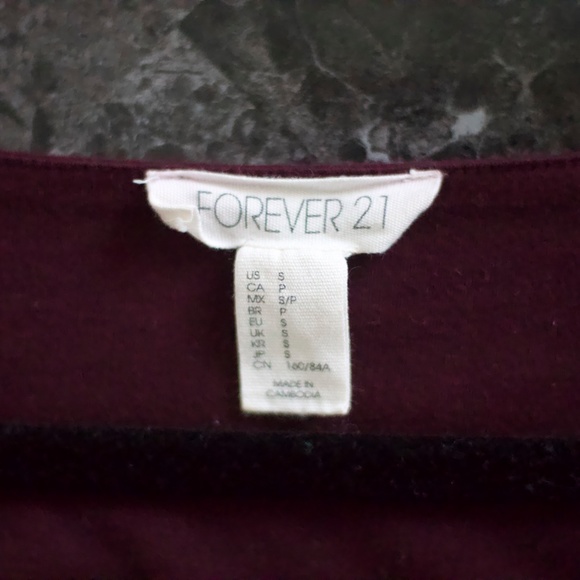 FOREVER 21
US S
CA P
MX S/P
BR P
EU S
UK S
KR S
JP S
CN 160/84A
MADE IN
CAMBODIA